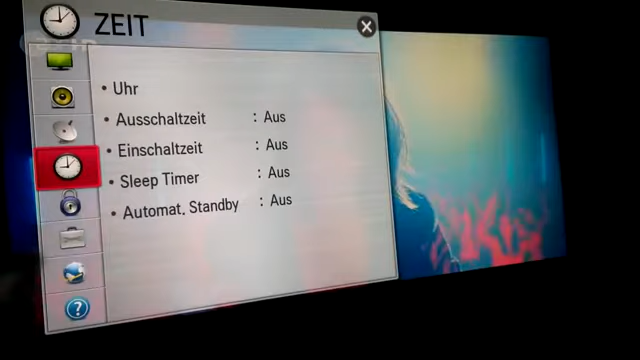 ZEIT
• Uhr
• Ausschaltzeit : Aus
• Einschaltzeit : Aus
• Sleep Timer : Aus
• Automat. Standby : Aus
?